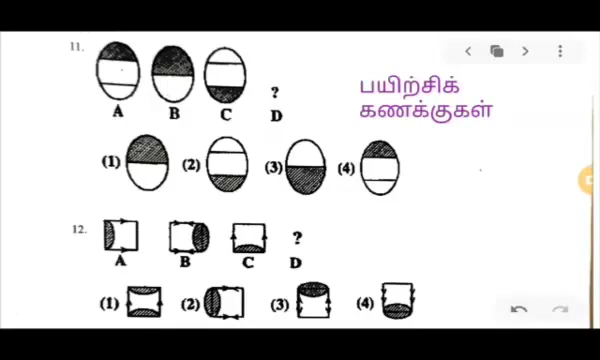 11.
பயிற்சிக்
கணக்குகள்
?
A B C D
(1) (2) (3) (4)
12.
?
A B C D
(1) (2) (3) (4)